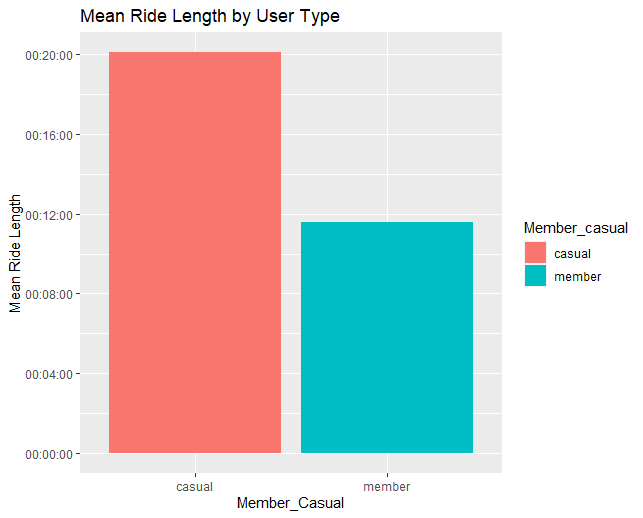 Mean Ride Length by User Type
Mean Ride Length
00:20:00
00:16:00
00:12:00
00:08:00
00:04:00
00:00:00
casual
member
Member_Casual
Member_casual
casual
member